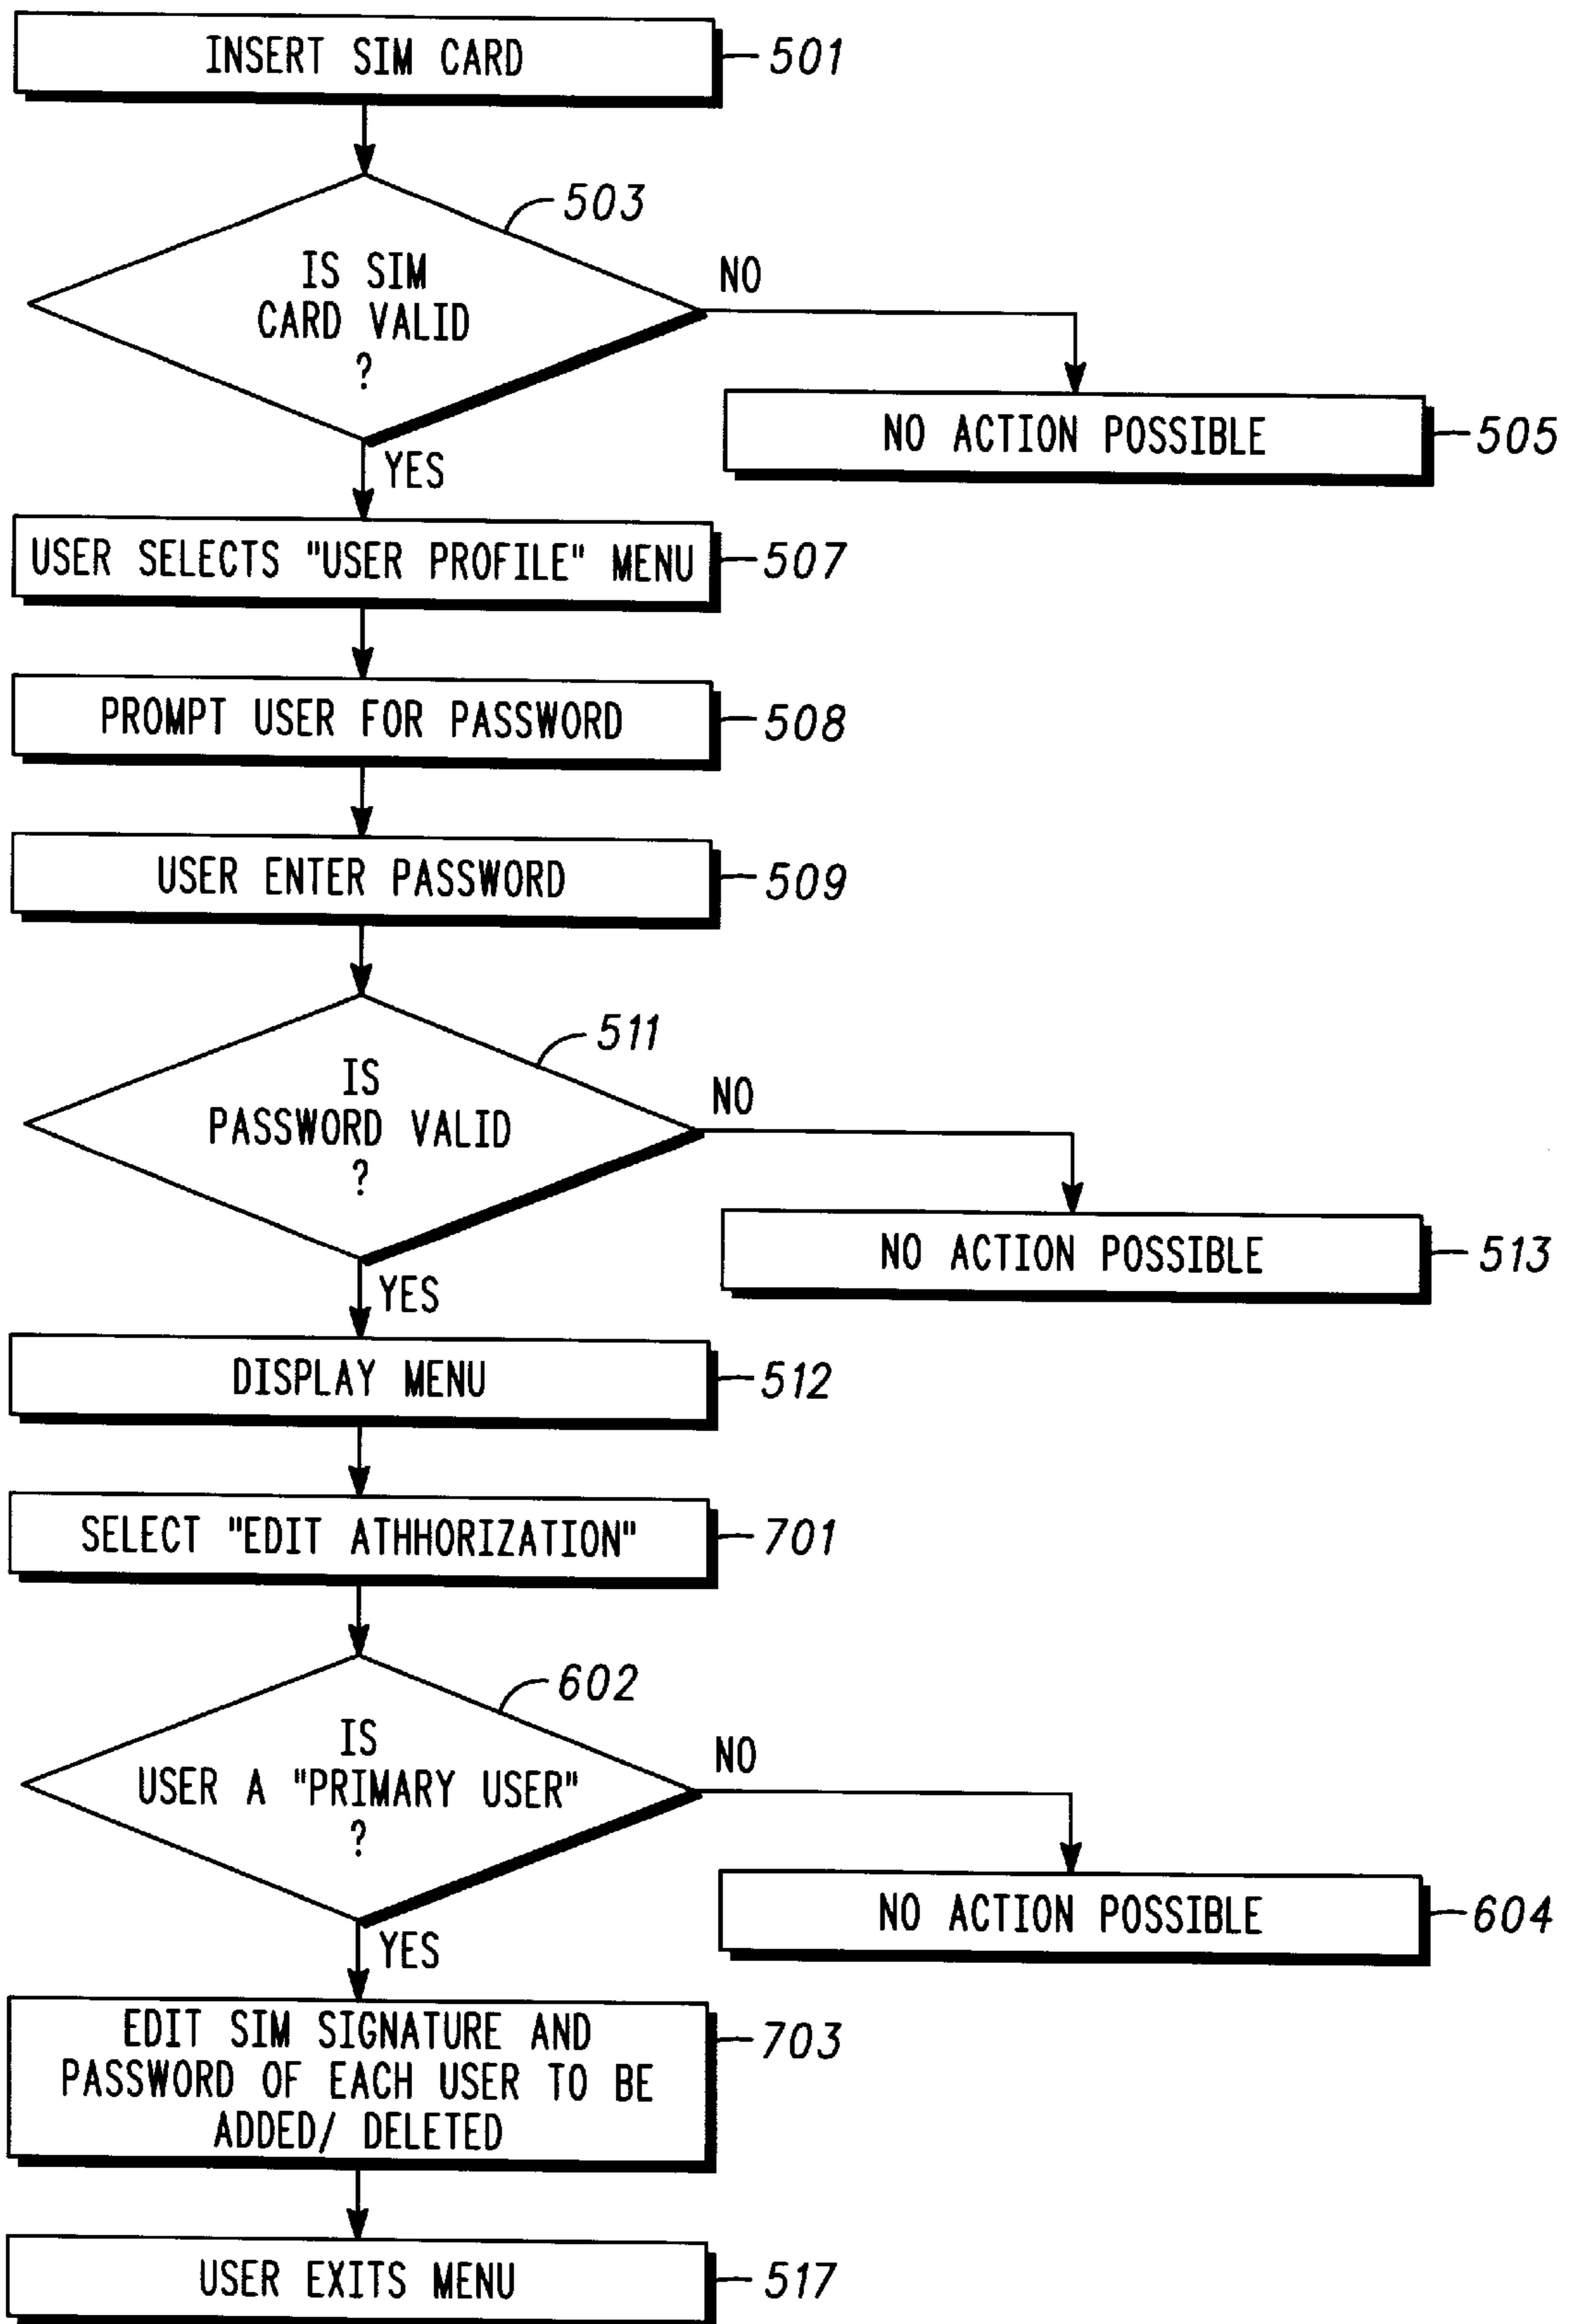 INSERT SIM CARD
501
503
IS SIM
CARD VALID
?
NO
NO ACTION POSSIBLE
505
YES
USER SELECTS "USER PROFILE" MENU
507
PROMPT USER FOR PASSWORD
508
USER ENTER PASSWORD
509
511
IS
PASSWORD VALID
?
NO
NO ACTION POSSIBLE
513
YES
DISPLAY MENU
512
SELECT "EDIT ATHHORIZATION"
701
602
IS
USER A "PRIMARY USER"
?
NO
NO ACTION POSSIBLE
604
YES
EDIT SIM SIGNATURE AND
PASSWORD OF EACH USER TO BE
ADDED/ DELETED
703
USER EXITS MENU
517